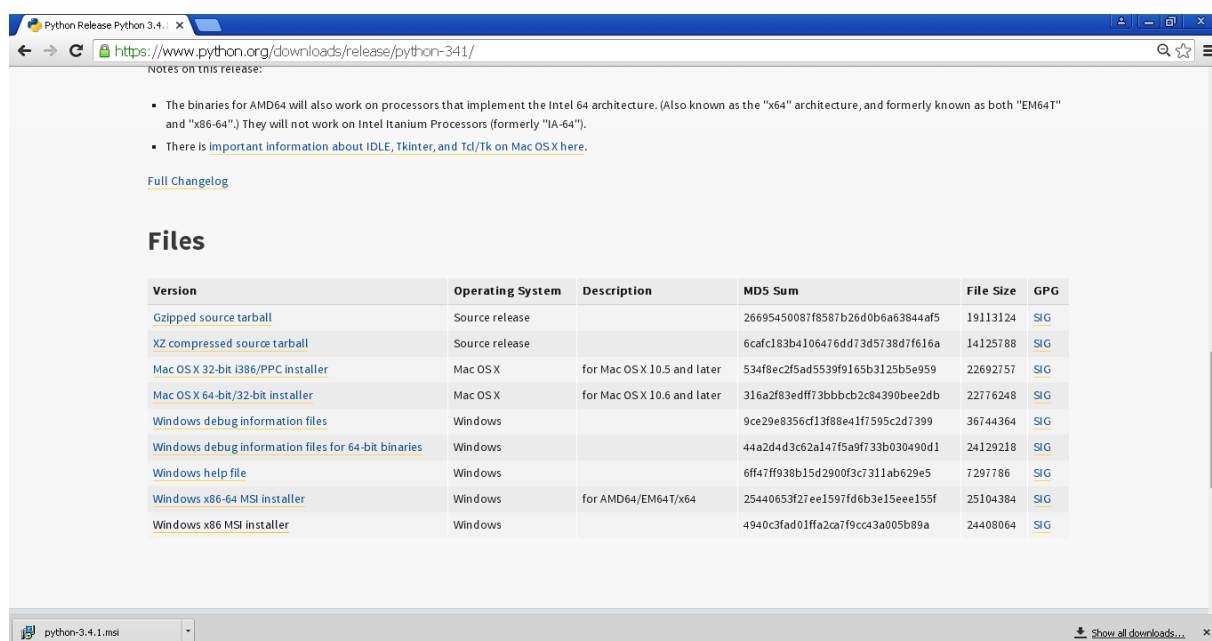 Python Release Python 3.4.
https://www.python.org/downloads/release/python-341/
Notes on this release:
The binaries for AMD64 will also work on processors that implement the Intel 64 architecture. (Also known as the "x64" architecture, and formerly known as both "EM64T"
and "x86-64".) They will not work on Intel Itanium Processors (formerly "IA-64").
There is important information about IDLE, Tkinter, and Tcl/Tk on Mac OS X here.
Full Changelog
Files
Version Operating System Description MD5 Sum File Size GPG
Gzipped source tarball Source release 26695450087f8587b26d0b6a63844af5 19113124 SIG
XZ compressed source tarball Source release 6cafc183b4106476dd73d5738d7f616a 14125788 SIG
Mac OS X 32-bit i386/PPC installer Mac OS X for Mac OS X 10.5 and later 534f8ec2f5ad5539f9165b3125b5e959 22692757 SIG
Mac OS X 64-bit/32-bit installer Mac OS X for Mac OS X 10.6 and later 316a2f83edff73bbbcb2c84390bee2db 22776248 SIG
Windows debug information files Windows 9ce29e8356cf13f88e41f7595c2d7399 36744364 SIG
Windows debug information files for 64-bit binaries Windows 44a2d4d3c62a147f5a9f733b030490d1 24129218 SIG
Windows help file Windows 6ff47ff938b15d2900f3c7311ab629e5 7297786 SIG
Windows x86-64 MSI installer Windows for AMD64/EM64T/x64 25440653f27ee1597fd6b3e15eee155f 25104384 SIG
Windows x86 MSI installer Windows 4940c3fad01ffa2ca7f9cc43a005b89a 24408064 SIG
python-3.4.1.msi Show all downloads...